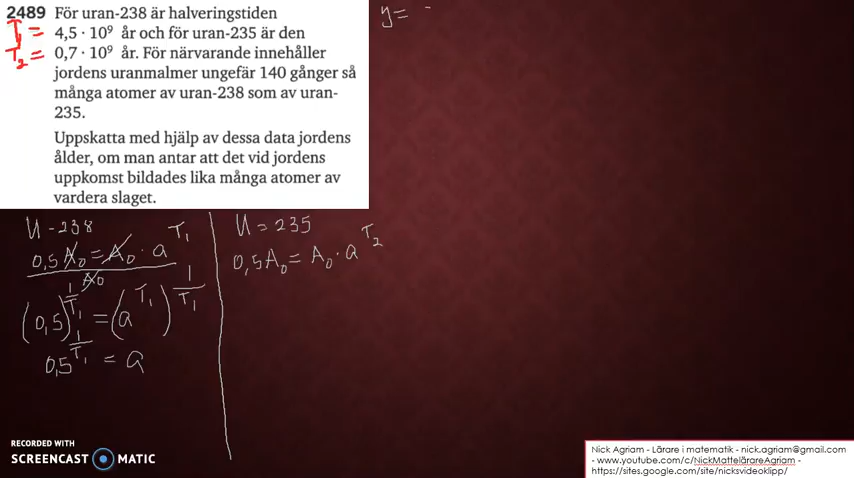 2489 För uran-238 är halveringstiden
T₁ = 4,5 · 10⁹ år och för uran-235 är den
T₂ = 0,7 · 10⁹ år. För närvarande innehåller
jordens uranmalmer ungefär 140 gånger så
många atomer av uran-238 som av uran-
235.
Uppskatta med hjälp av dessa data jordens
ålder, om man antar att det vid jordens
uppkomst bildades lika många atomer av
vardera slaget.
y =
U - 238
0,5A₀ = A₀ · a^T₁
A₀
(0,5)^(1/T₁) = (a^T₁)^(1/T₁)
0,5^(1/T₁) = a
U = 235
0,5A₀ = A₀ · a^T₂
RECORDED WITH
SCREENCAST MATIC
Nick Agriam - Lärare i matematik - nick.agriam@gmail.com
- www.youtube.com/c/NickMattelärareAgriam -
https://sites.google.com/site/nicksvideoklipp/